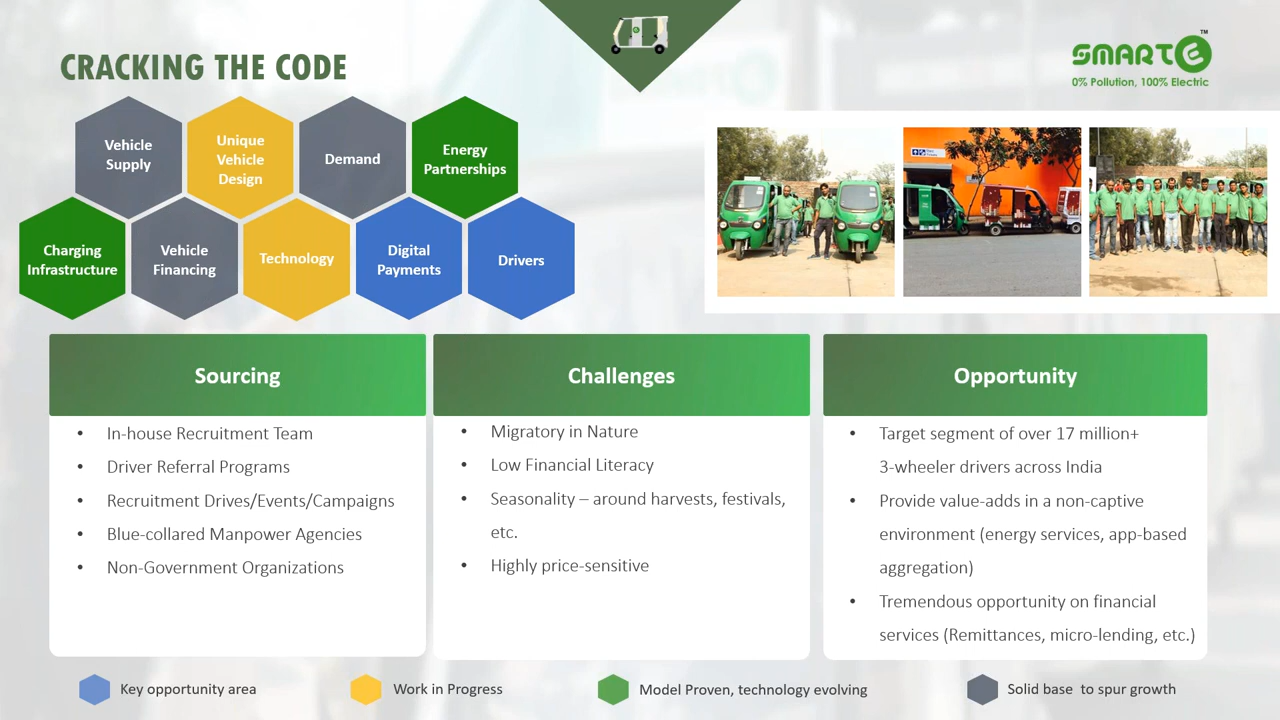 CRACKING THE CODE
SMARTE™
0% Pollution, 100% Electric
Vehicle
Supply
Unique
Vehicle
Design
Demand
Energy
Partnerships
Charging
Infrastructure
Vehicle
Financing
Technology
Digital
Payments
Drivers
Sourcing
• In-house Recruitment Team
• Driver Referral Programs
• Recruitment Drives/Events/Campaigns
• Blue-collared Manpower Agencies
• Non-Government Organizations
Challenges
• Migratory in Nature
• Low Financial Literacy
• Seasonality – around harvests, festivals,
etc.
• Highly price-sensitive
Opportunity
• Target segment of over 17 million+
3-wheeler drivers across India
• Provide value-adds in a non-captive
environment (energy services, app-based
aggregation)
• Tremendous opportunity on financial
services (Remittances, micro-lending, etc.)
Key opportunity area
Work in Progress
Model Proven, technology evolving
Solid base to spur growth